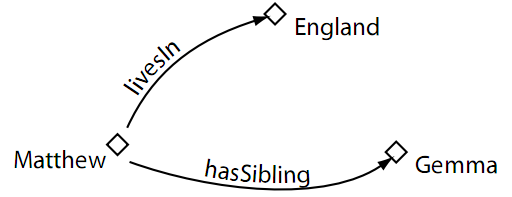 England
livesIn
Matthew
hasSibling
Gemma